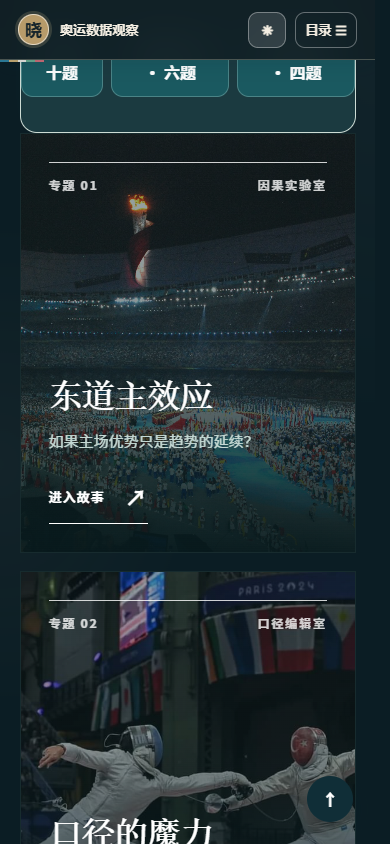 晓 奥运数据观察 目录
十题 · 六题 · 四题
专题 01 因果实验室
东道主效应
如果主场优势只是趋势的延续?
进入故事
PARIS 2024
专题 02 口径编辑室
口径的魔力